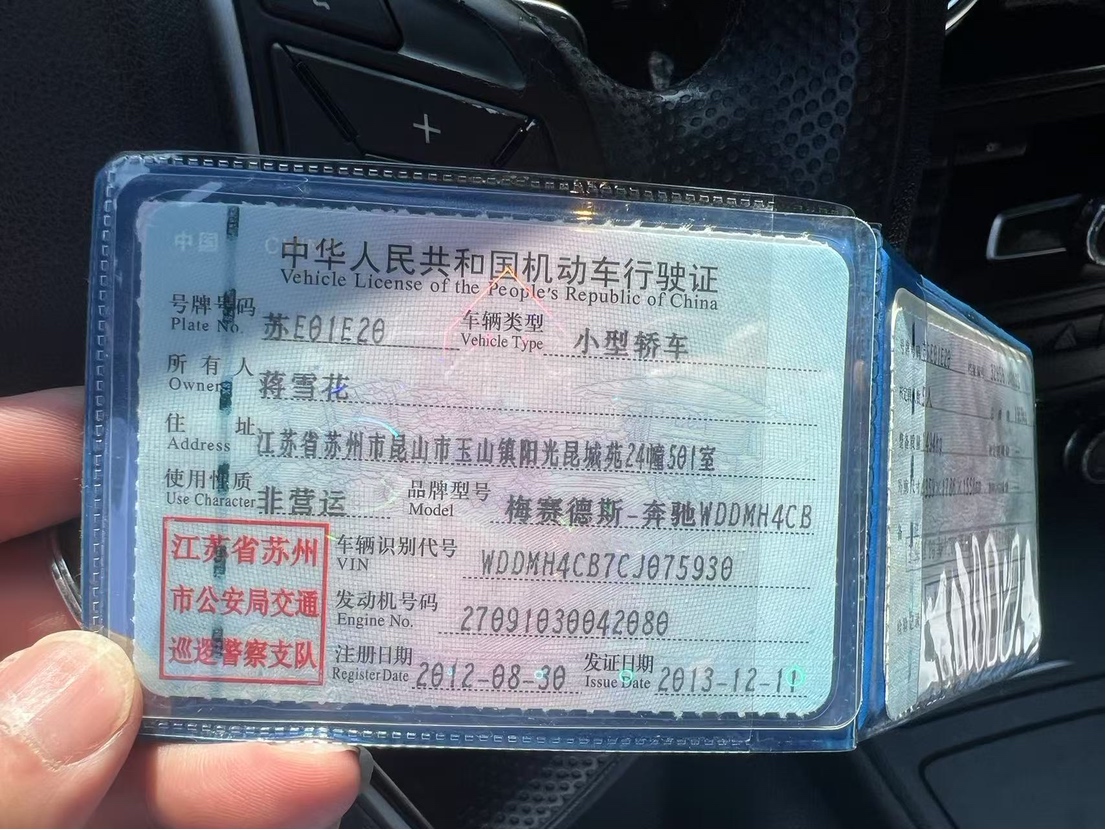 中国
中华人民共和国机动车行驶证
Vehicle License of the People's Republic of China
号牌号码 苏E01E20 车辆类型 小型轿车
Plate No. Vehicle Type
所有人 蒋雪花
Owner
住址 江苏省苏州市昆山市玉山镇阳光昆城苑24幢501室
Address
使用性质 非营运 品牌型号 梅赛德斯-奔驰WDDMH4CB
Use Character Model
江苏省苏州
市公安局交通
巡逻警察支队
车辆识别代号 WDDMH4CB7CJ075930
VIN
发动机号码 27091030042080
Engine No.
注册日期 2012-08-30 发证日期 2013-12-11
Register Date Issue Date